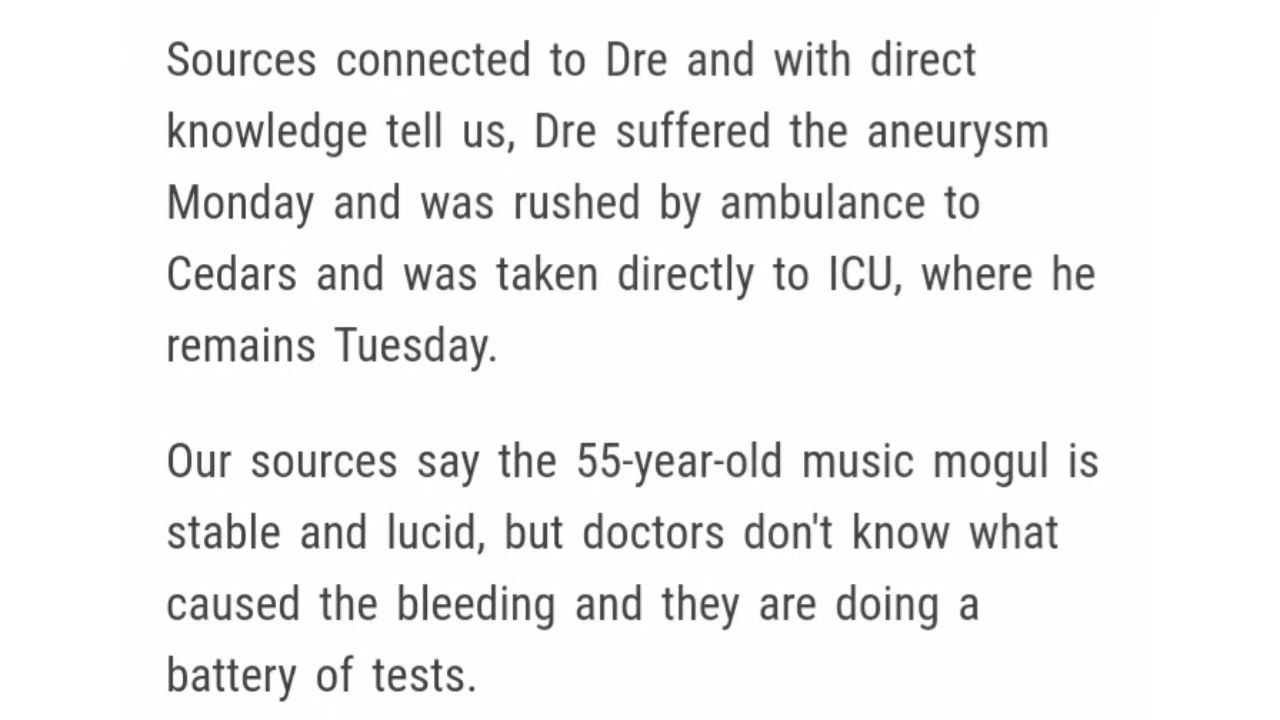 Sources connected to Dre and with direct
knowledge tell us, Dre suffered the aneurysm
Monday and was rushed by ambulance to
Cedars and was taken directly to ICU, where he
remains Tuesday.
Our sources say the 55-year-old music mogul is
stable and lucid, but doctors don't know what
caused the bleeding and they are doing a
battery of tests.